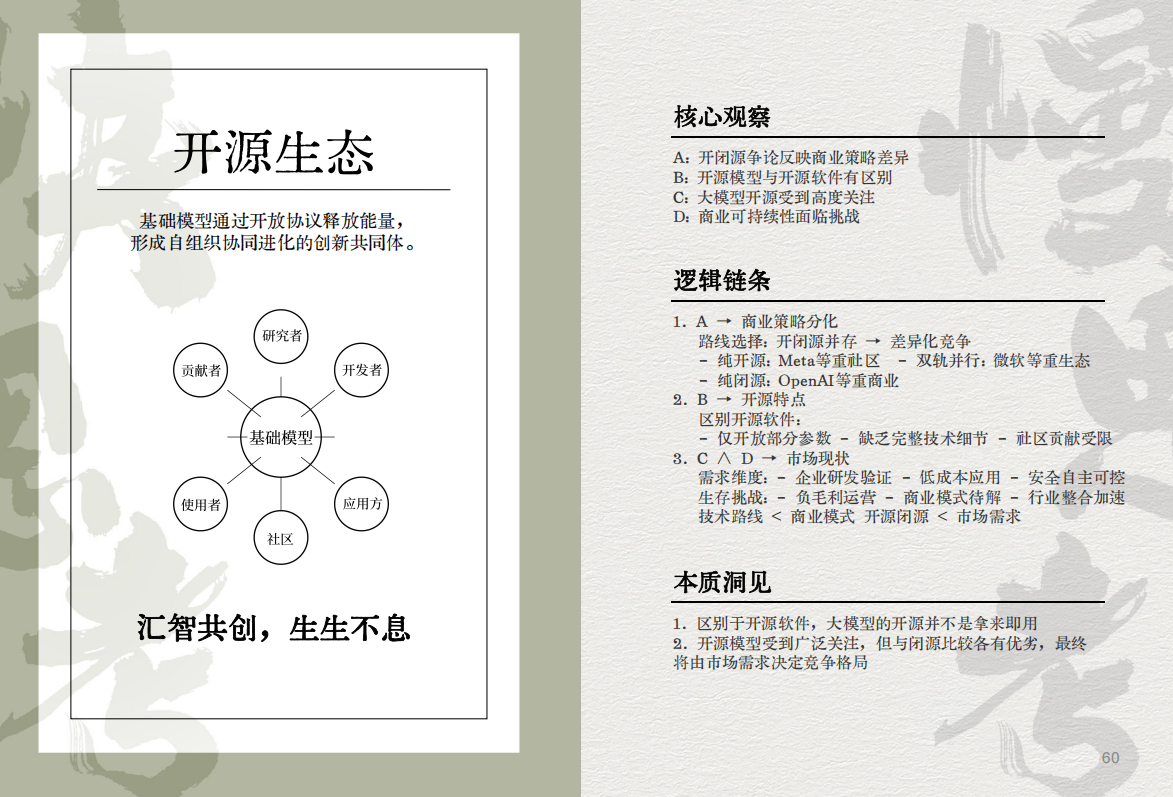 开源生态
基础模型通过开放协议释放能量，
形成自组织协同进化的创新共同体。
研究者
贡献者
开发者
基础模型
使用者
应用方
社区
汇智共创，生生不息
核心观察
A: 开闭源争论反映商业策略差异
B: 开源模型与开源软件有区别
C: 大模型开源受到高度关注
D: 商业可持续性面临挑战
逻辑链条
1. A → 商业策略分化
路线选择: 开闭源并存 → 差异化竞争
- 纯开源: Meta等重社区 - 双轨并行: 微软等重生态
- 纯闭源: OpenAI等重商业
2. B → 开源特点
区别开源软件:
- 仅开放部分参数 - 缺乏完整技术细节 - 社区贡献受限
3. C ∧ D → 市场现状
需求维度: - 企业研发验证 - 低成本应用 - 安全自主可控
生存挑战: - 负毛利运营 - 商业模式待解 - 行业整合加速
技术路线 < 商业模式 开源闭源 < 市场需求
本质洞见
1. 区别于开源软件，大模型的开源并不是拿来即用
2. 开源模型受到广泛关注，但与闭源比较各有优劣，最终
将由市场需求决定竞争格局
60